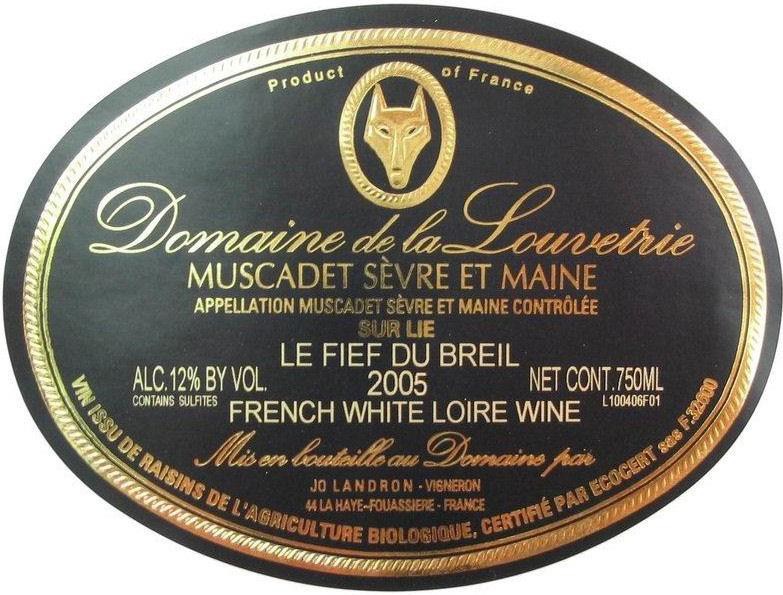 Product of France
Domaine de la Louvetrie
MUSCADET SÈVRE ET MAINE
APPELLATION MUSCADET SÈVRE ET MAINE CONTRÔLÉE
SUR LIE
LE FIEF DU BREIL
ALC.12% BY VOL. 2005 NET CONT.750ML
CONTAINS SULFITES L100406F01
FRENCH WHITE LOIRE WINE
Mis en bouteille au Domaine par
JO LANDRON - VIGNERON
44 LA HAYE-FOUASSIERE - FRANCE
VIN ISSU DE RAISINS DE L'AGRICULTURE BIOLOGIQUE, CERTIFIÉ PAR ECOCERT sas F.32600